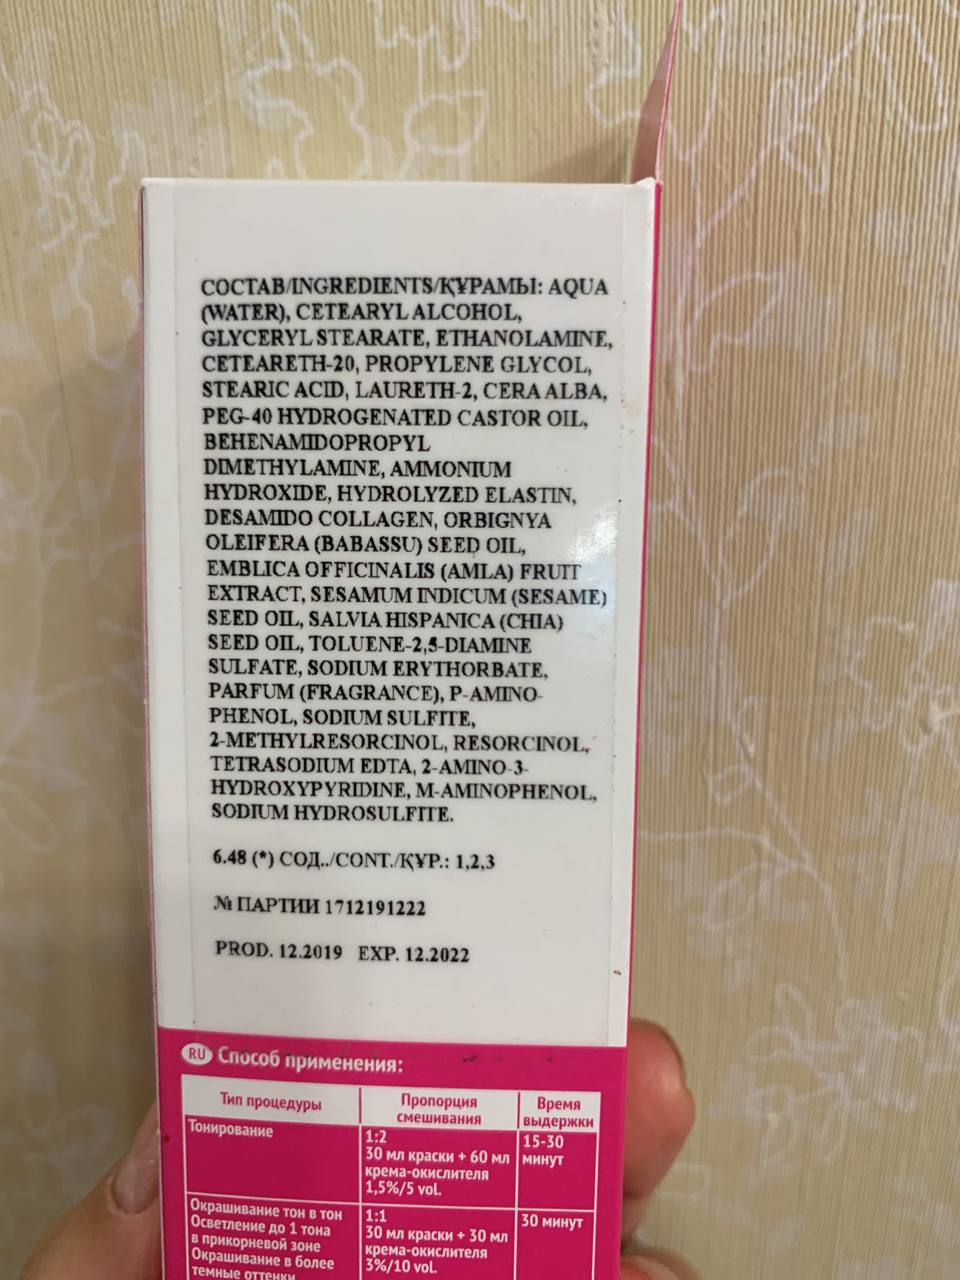 СОСТАВ/INGREDIENTS/ҚҰРАМЫ: AQUA
(WATER), CETEARYL ALCOHOL,
GLYCERYL STEARATE, ETHANOLAMINE,
CETEARETH-20, PROPYLENE GLYCOL,
STEARIC ACID, LAURETH-2, CERA ALBA,
PEG-40 HYDROGENATED CASTOR OIL,
BEHENAMIDOPROPYL
DIMETHYLAMINE, AMMONIUM
HYDROXIDE, HYDROLYZED ELASTIN,
DESAMIDO COLLAGEN, ORBIGNYA
OLEIFERA (BABASSU) SEED OIL,
EMBLICA OFFICINALIS (AMLA) FRUIT
EXTRACT, SESAMUM INDICUM (SESAME)
SEED OIL, SALVIA HISPANICA (CHIA)
SEED OIL, TOLUENE-2,5-DIAMINE
SULFATE, SODIUM ERYTHORBATE,
PARFUM (FRAGRANCE), P-AMINO-
PHENOL, SODIUM SULFITE,
2-METHYLRESORCINOL, RESORCINOL,
TETRASODIUM EDTA, 2-AMINO-3-
HYDROXYPYRIDINE, M-AMINOPHENOL,
SODIUM HYDROSULFITE.
6.48 (*) СОД../CONT./ҚҰР.: 1,2,3
№ ПАРТИИ 1712191222
PROD. 12.2019 EXP. 12.2022
RU Способ применения:
Тип процедуры
Пропорция
смешивания
Время
выдержки
Тонирование
1:2
30 мл краски + 60 мл
крема-окислителя
1,5%/5 vol.
15-30
минут
Окрашивание тон в тон
Осветление до 1 тона
в прикорневой зоне
Окрашивание в более
темные оттенки
1:1
30 мл краски + 30 мл
крема-окислителя
3%/10 vol.
30 минут